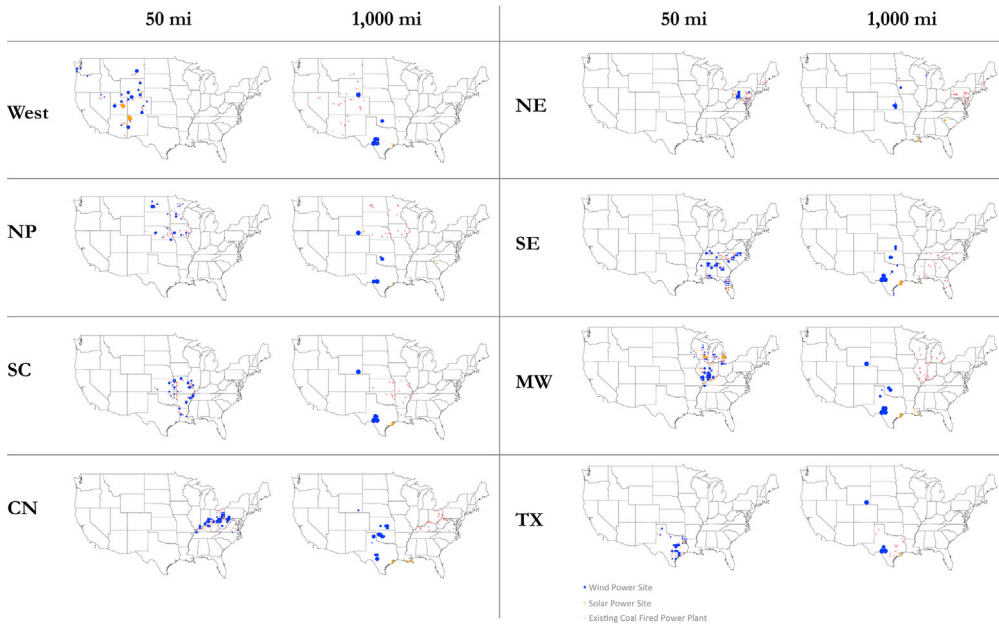 50 mi 1,000 mi 50 mi 1,000 mi
West NE
NP SE
SC MW
CN TX
Wind Power Site
Solar Power Site
Existing Coal Fired Power Plant